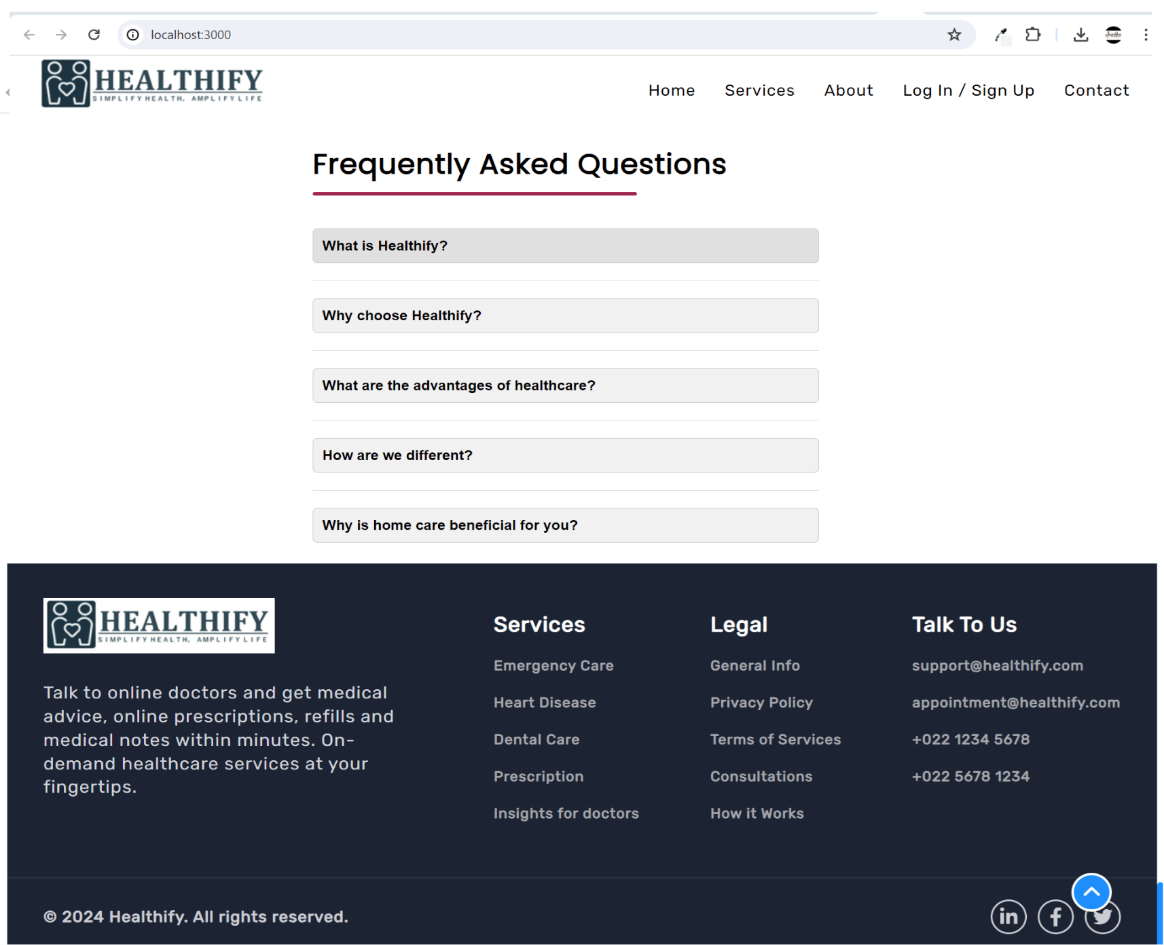 localhost:3000
HEALTHIFY
SIMPLIFY HEALTH, AMPLIFY LIFE
Home Services About Log In / Sign Up Contact
Frequently Asked Questions
What is Healthify?
Why choose Healthify?
What are the advantages of healthcare?
How are we different?
Why is home care beneficial for you?
HEALTHIFY
SIMPLIFY HEALTH, AMPLIFY LIFE
Talk to online doctors and get medical
advice, online prescriptions, refills and
medical notes within minutes. On-
demand healthcare services at your
fingertips.
Services
Emergency Care
Heart Disease
Dental Care
Prescription
Insights for doctors
Legal
General Info
Privacy Policy
Terms of Services
Consultations
How it Works
Talk To Us
support@healthify.com
appointment@healthify.com
+022 1234 5678
+022 5678 1234
© 2024 Healthify. All rights reserved.